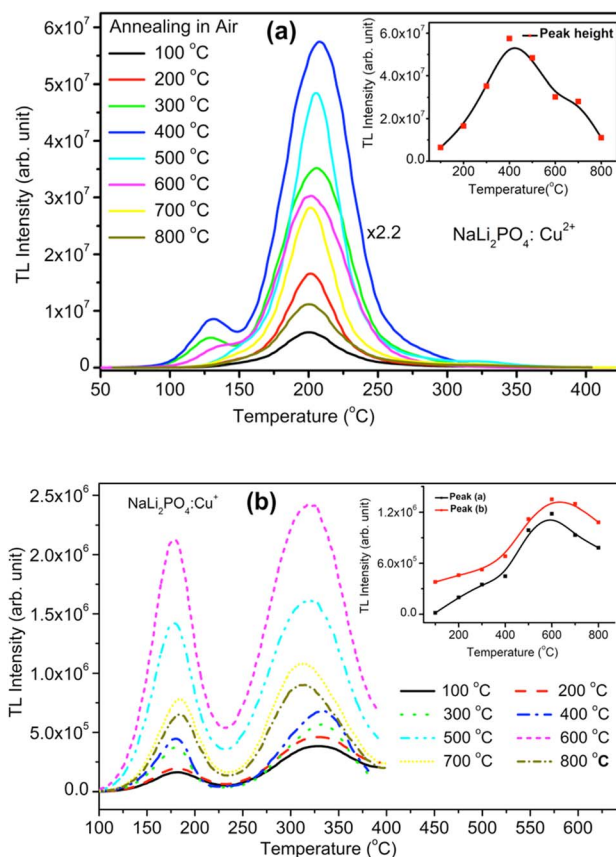 Annealing in Air
(a)
100 °C
200 °C
300 °C
400 °C
500 °C
600 °C
700 °C
800 °C
x2.2
NaLi₂PO₄: Cu²⁺
TL Intensity (arb. unit)
6x10⁷
5x10⁷
4x10⁷
3x10⁷
2x10⁷
1x10⁷
0
50 100 150 200 250 300 350 400
Temperature (°C)
Peak height
TL Intensity (arb. unit)
6.0x10⁷
4.0x10⁷
2.0x10⁷
0.0
0 200 400 600 800
Temperature(°C)
NaLi₂PO₄:Cu⁺
(b)
TL Intensity (arb. unit)
2.5x10⁶
2.0x10⁶
1.5x10⁶
1.0x10⁶
5.0x10⁵
0.0
100 150 200 250 300 350 400 450 500 550 600
Temperature (°C)
Peak (a)
Peak (b)
TL Intensity (arb. unit)
1.2x10⁶
6.0x10⁵
0.0
200 400 600 800
Temperature (°C)
100 °C 200 °C
300 °C 400 °C
500 °C 600 °C
700 °C 800 °C